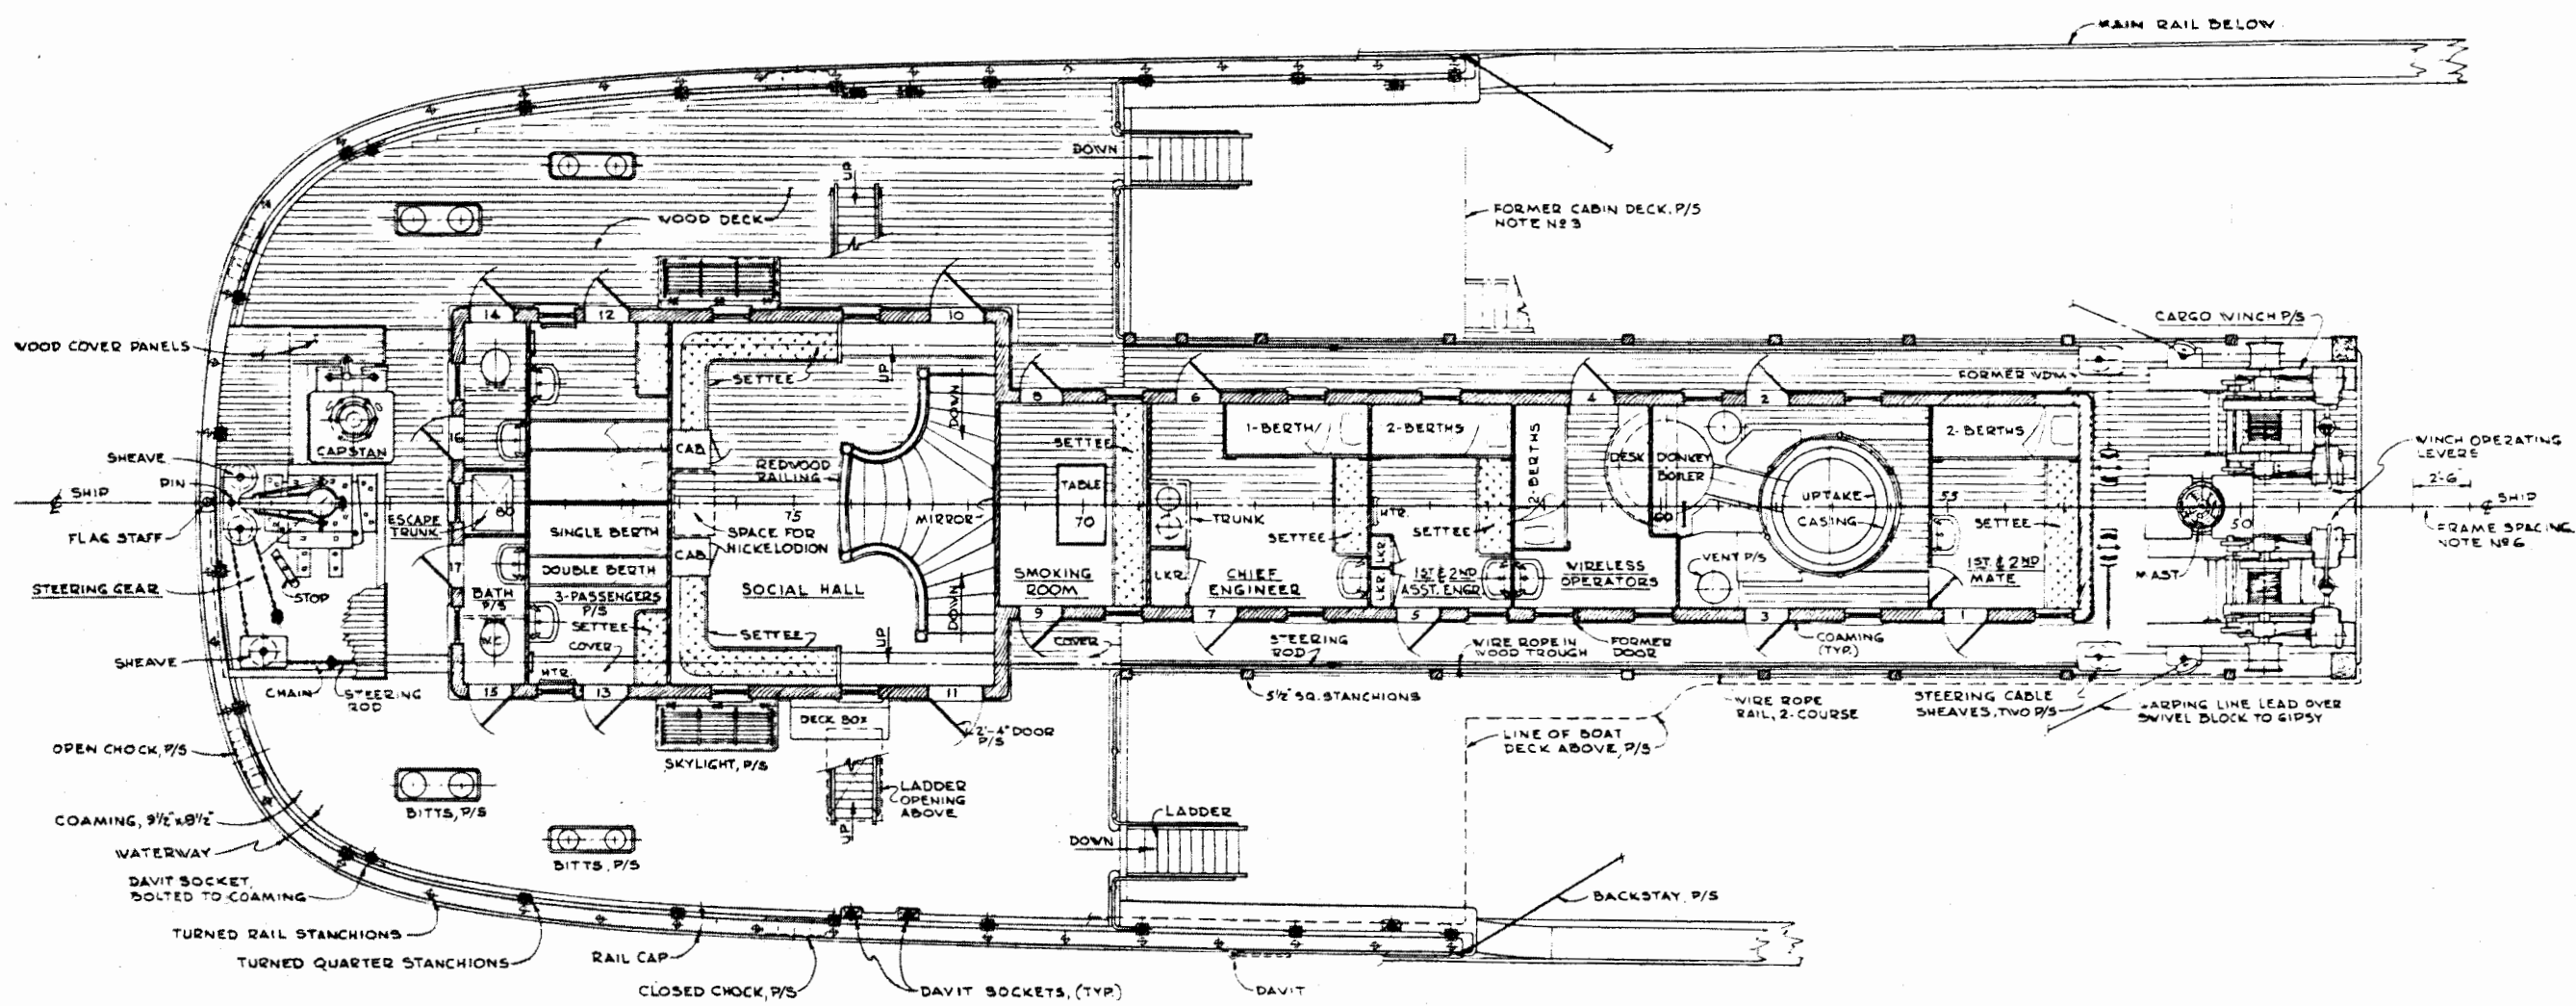 MAIN RAIL BELOW
DOWN
UP
WOOD DECK
FORMER CABIN DECK, P/S
NOTE Nº 3
14
12
10
CARGO WINCH P/S
WOOD COVER PANELS
SETTEE
UP
DOWN
8
6
4
2
FORMER WDM
CAPSTAN
16
CAB.
REDWOOD
RAILING
SETTEE
1-BERTH
2-BERTHS
2-BERTHS
DESK
DONKEY
BOILER
2-BERTHS
WINCH OPERATING
LEVERS
SHEAVE
PIN
SHIP
FLAG STAFF
ESCAPE
TRUNK
SINGLE BERTH
75
SPACE FOR
NICKELODION
MIRROR
TABLE
70
TRUNK
SETTEE
HTR.
SETTEE
60
UPTAKE
CASING
55
SETTEE
50
2'-6"
SHIP
FRAME SPACING
NOTE Nº 6
17
DOUBLE BERTH
CAB.
STEERING GEAR
STOP
BATH
P/S
3-PASSENGERS
P/S
SOCIAL HALL
SMOKING
ROOM
LKR.
CHIEF
ENGINEER
LKR.
LKR.
1ST & 2ND
ASST. ENGR.
WIRELESS
OPERATORS
VENT P/S
1ST & 2ND
MATE
MAST
WC
SETTEE
COVER
SETTEE
DOWN
UP
9
7
5
3
1
SHEAVE
CHAIN
STEERING
ROD
HTR.
15
13
11
COVER
STEERING
ROD
WIRE ROPE IN
WOOD TROUGH
FORMER
DOOR
COAMING
(TYP.)
5½" SQ. STANCHIONS
WIRE ROPE
RAIL, 2-COURSE
STEERING CABLE
SHEAVES, TWO P/S
WARPING LINE LEAD OVER
SWIVEL BLOCK TO GIPSY
DECK BOX
2'-4" DOOR
P/S
LINE OF BOAT
DECK ABOVE, P/S
OPEN CHOCK, P/S
SKYLIGHT, P/S
BITTS, P/S
LADDER
OPENING
ABOVE
UP
LADDER
DOWN
COAMING, 9½" x 8½"
WATERWAY
BITTS, P/S
DAVIT SOCKET,
BOLTED TO COAMING
BACKSTAY, P/S
TURNED RAIL STANCHIONS
TURNED QUARTER STANCHIONS
RAIL CAP
CLOSED CHOCK, P/S
DAVIT SOCKETS, (TYP.)
DAVIT